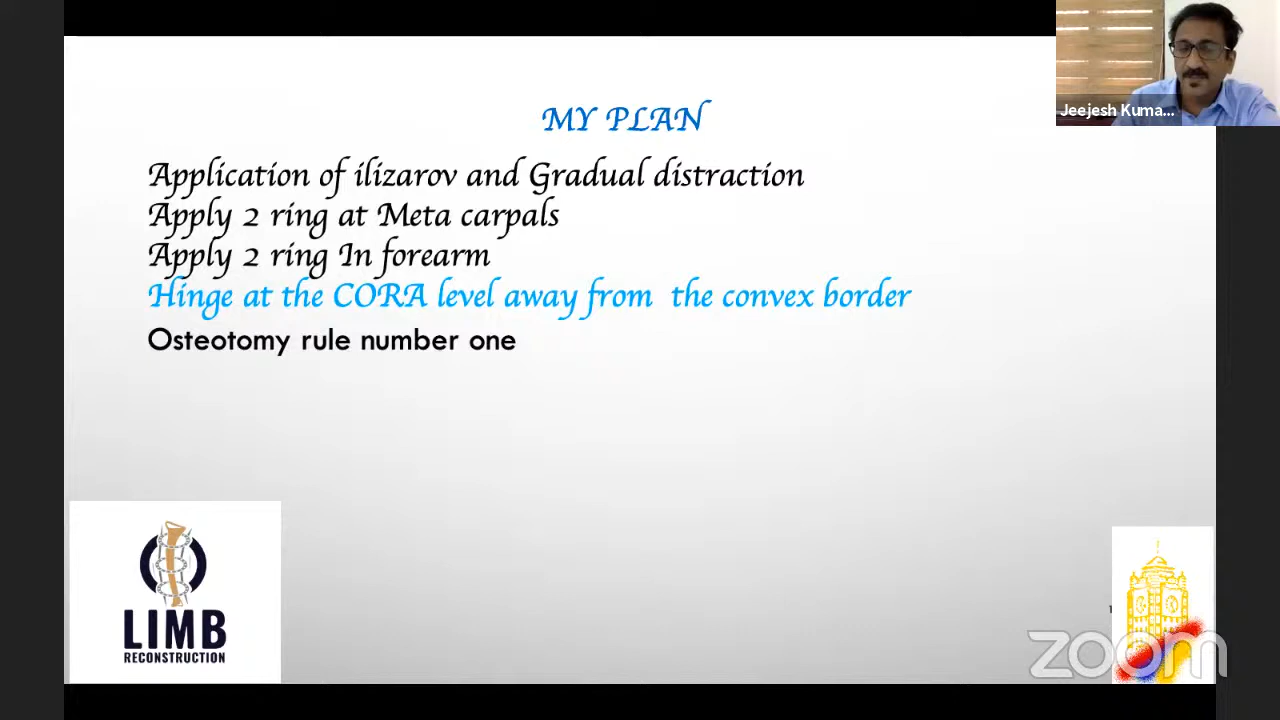 Jeejesh Kuma...
MY PLAN
Application of ilizarov and Gradual distraction
Apply 2 ring at Meta carpals
Apply 2 ring In forearm
Hinge at the CORA level away from the convex border
Osteotomy rule number one
LIMB
RECONSTRUCTION
zoom